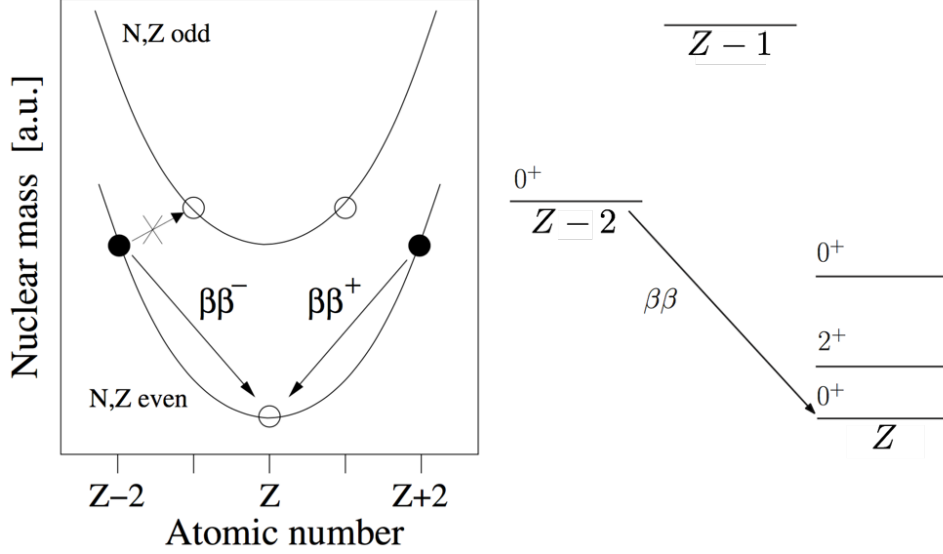 Nuclear mass [a.u.]
N,Z odd
ββ⁻
ββ⁺
N,Z even
Z−2
Z
Z+2
Atomic number
Z − 1
0⁺
Z − 2
ββ
0⁺
2⁺
0⁺
Z